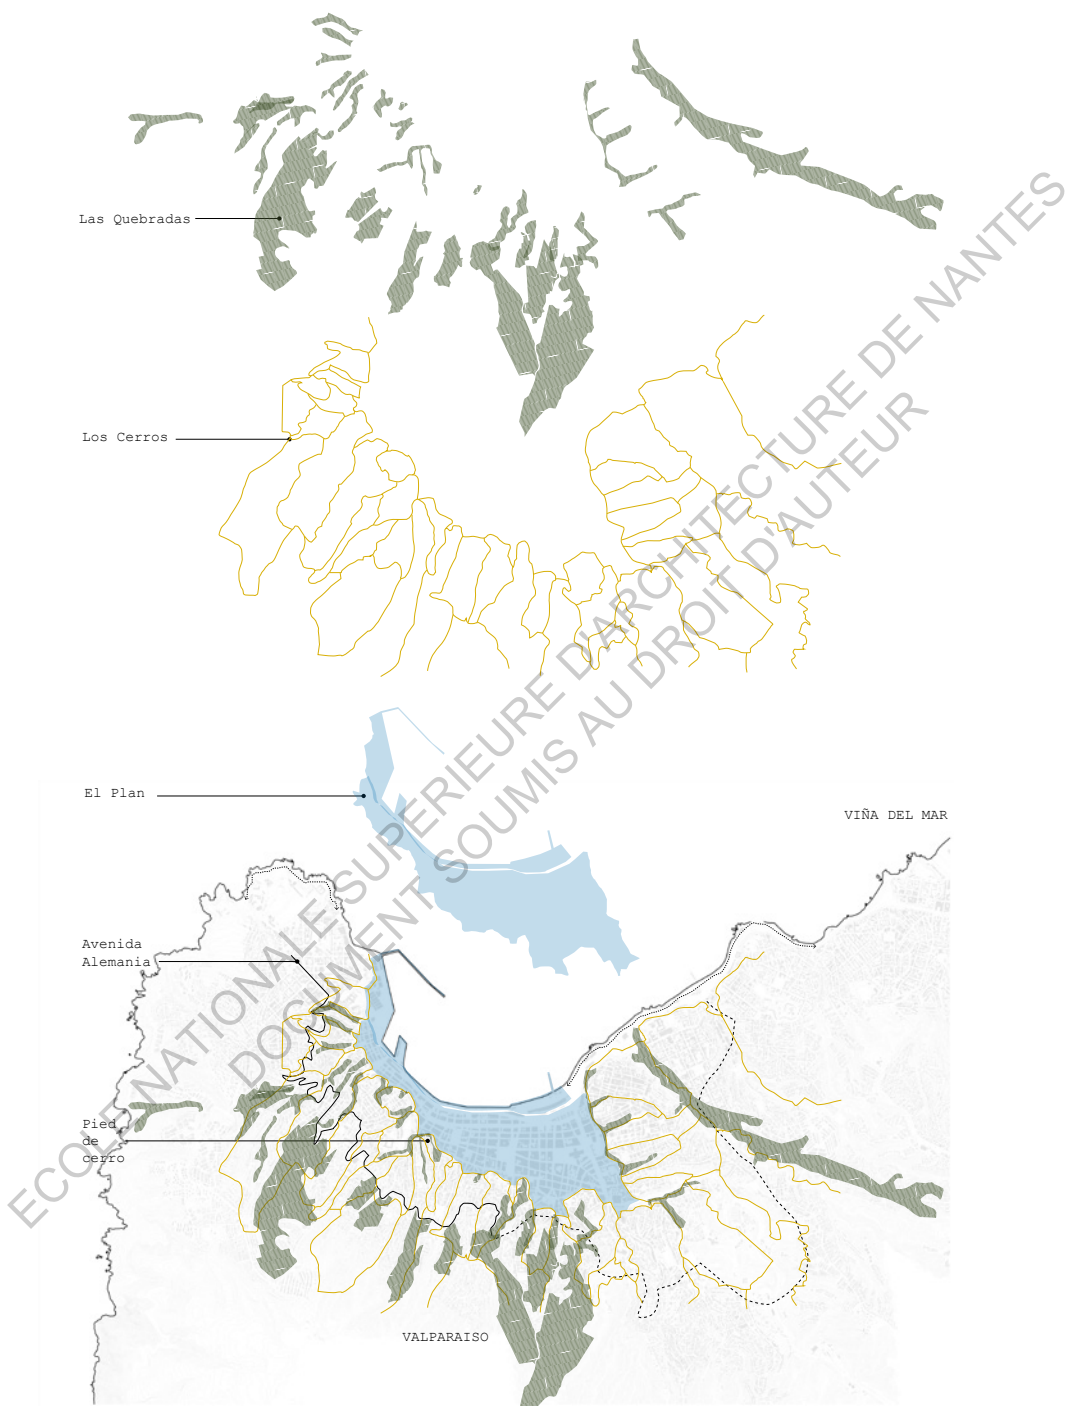 Las Quebradas
Los Cerros
El Plan
VIÑA DEL MAR
Avenida
Alemania
Pied
de
cerro
VALPARAISO
ECOLE NATIONALE SUPERIEURE D'ARCHITECTURE DE NANTES
DOCUMENT SOUMIS AU DROIT D'AUTEUR